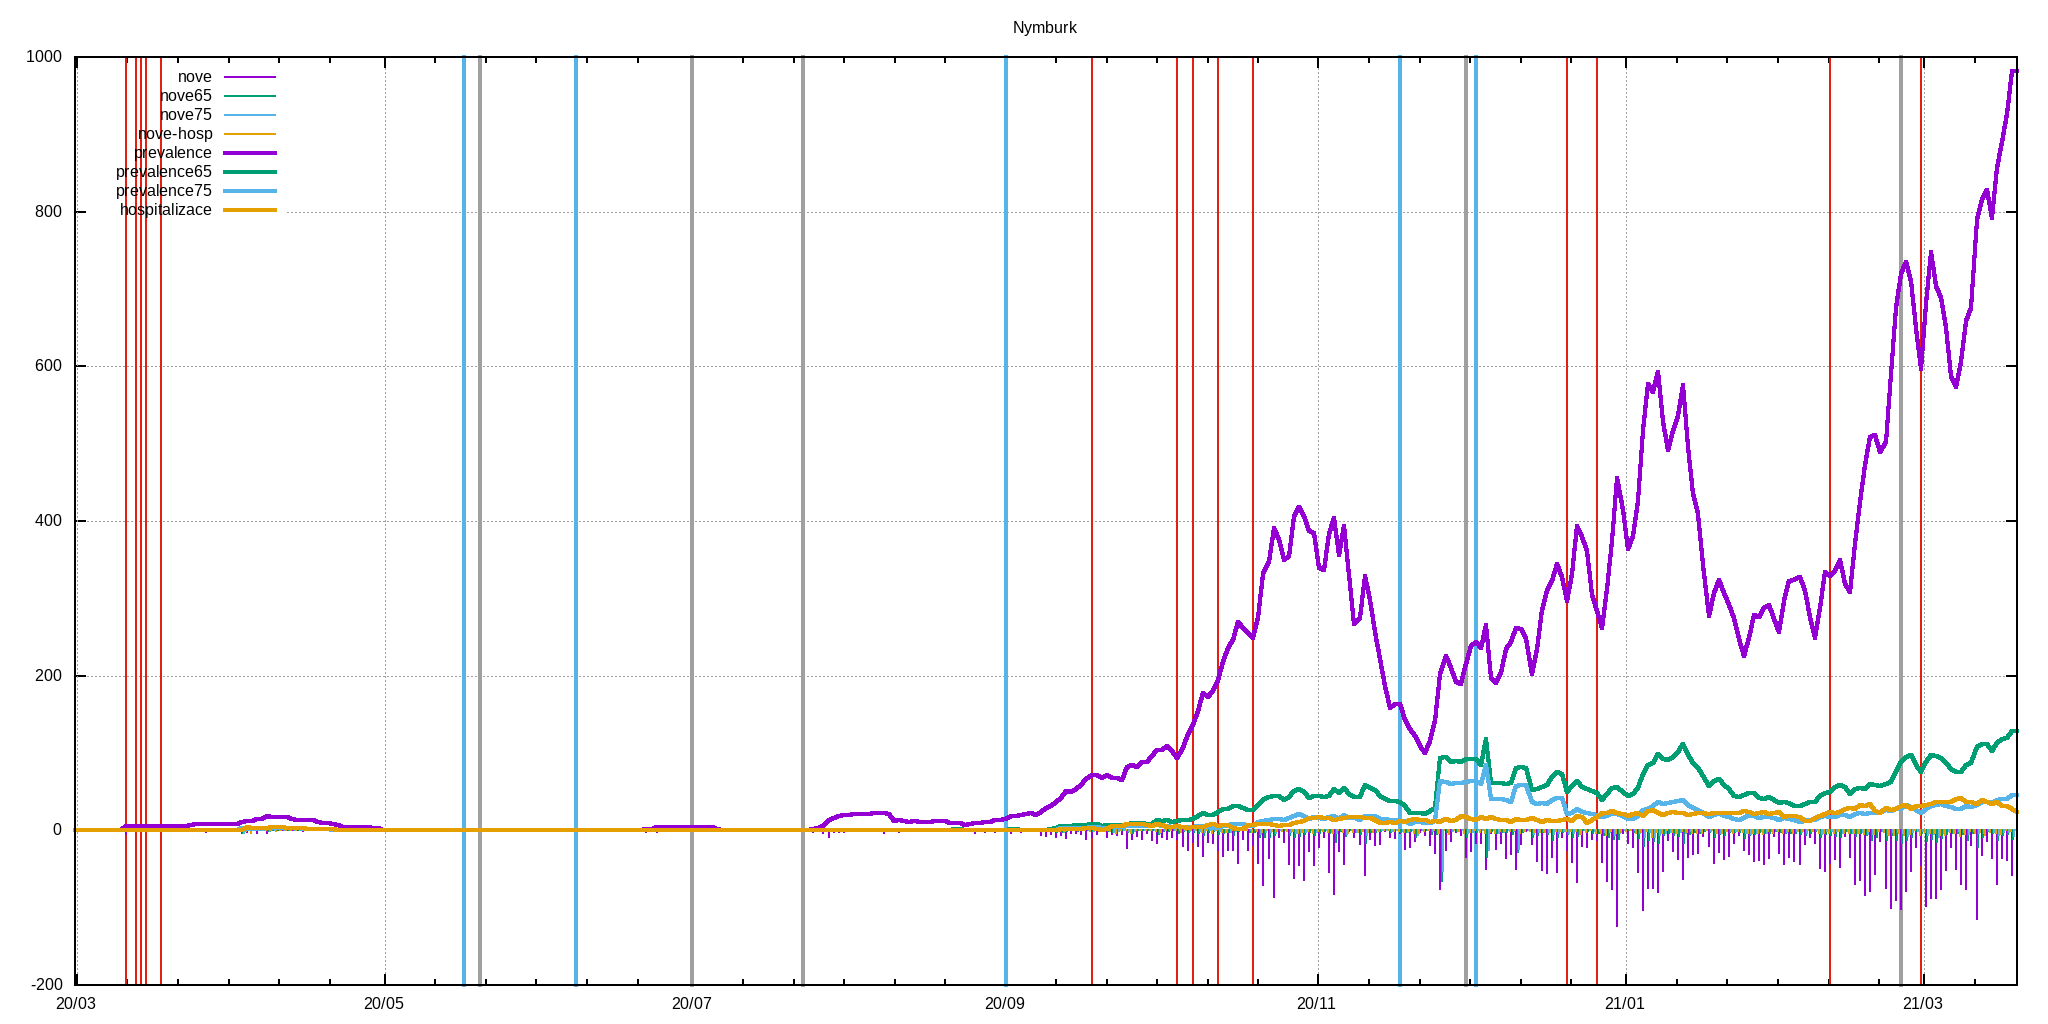 Nymburk
1000
nove
nove65
nove75
nove-hosp
prevalence
prevalence65
prevalence75
hospitalizace
800
600
400
200
0
-200
20/03 20/05 20/07 20/09 20/11 21/01 21/03